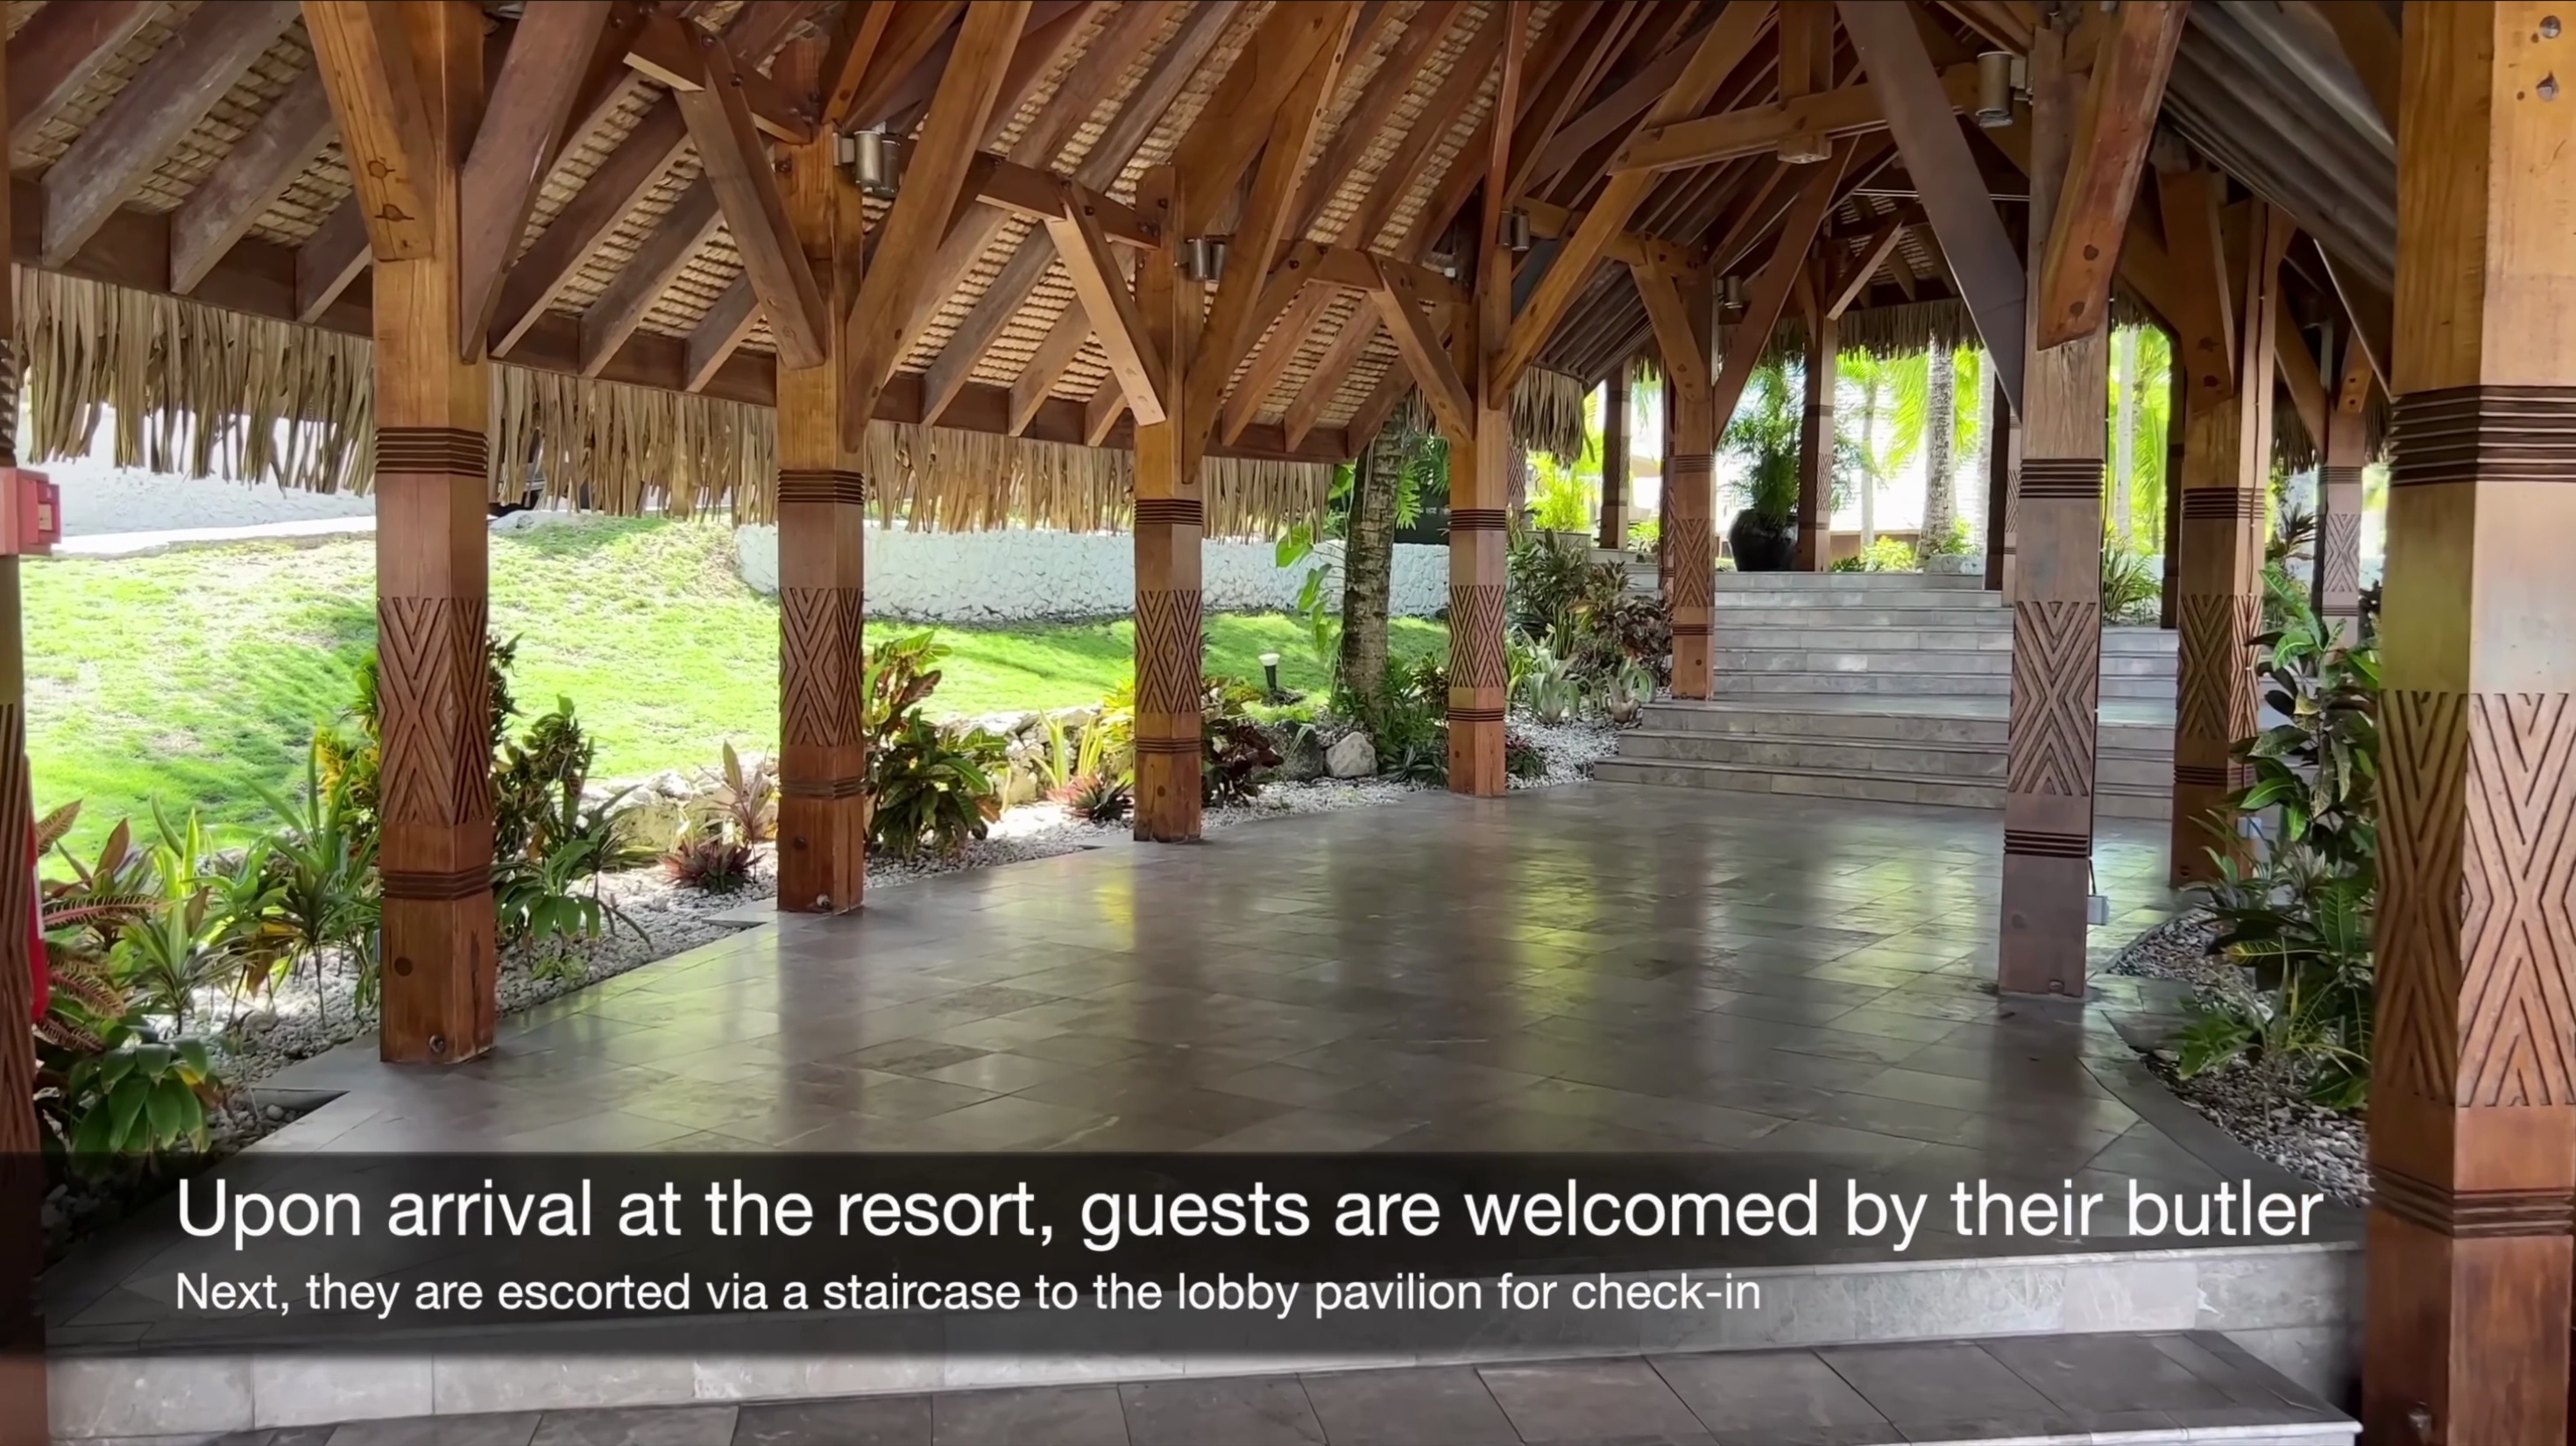 Upon arrival at the resort, guests are welcomed by their butler
Next, they are escorted via a staircase to the lobby pavilion for check-in